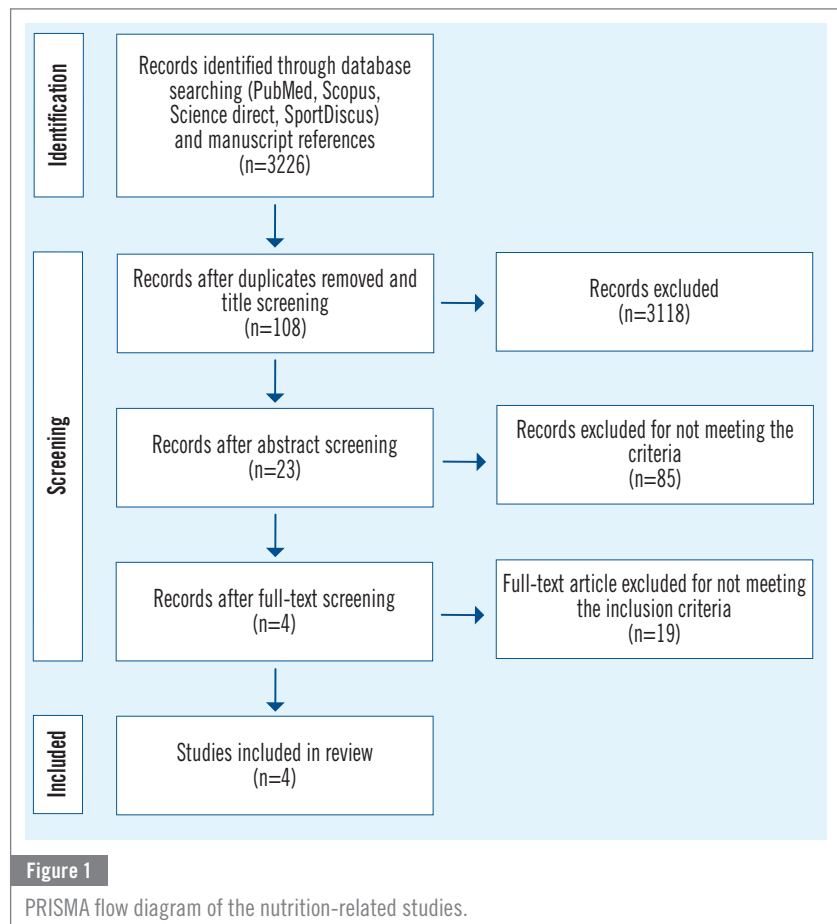 Identification
Records identified through database
searching (PubMed, Scopus,
Science direct, SportDiscus)
and manuscript references
(n=3226)
Screening
Records after duplicates removed and
title screening
(n=108)
Records excluded
(n=3118)
Records after abstract screening
(n=23)
Records excluded for not meeting the
criteria
(n=85)
Records after full-text screening
(n=4)
Full-text article excluded for not meeting
the inclusion criteria
(n=19)
Included
Studies included in review
(n=4)
Figure 1
PRISMA flow diagram of the nutrition-related studies.